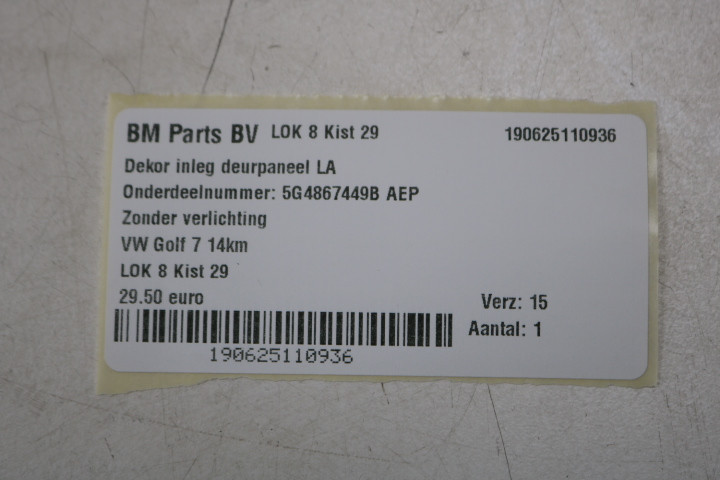 BM Parts BV LOK 8 Kist 29 190625110936
Dekor inleg deurpaneel LA
Onderdeelnummer: 5G4867449B AEP
Zonder verlichting
VW Golf 7 14km
LOK 8 Kist 29
29.50 euro Verz: 15
Aantal: 1
190625110936